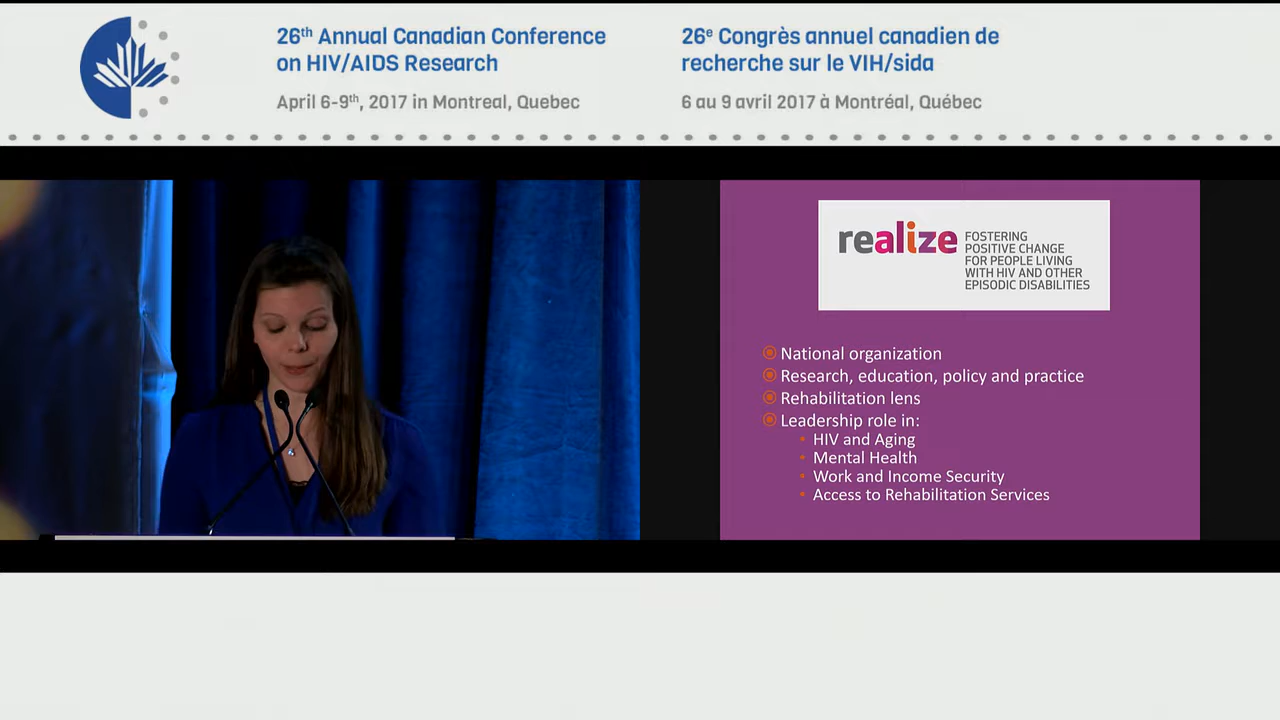 26th Annual Canadian Conference
on HIV/AIDS Research
April 6-9th, 2017 in Montreal, Quebec
26e Congrès annuel canadien de
recherche sur le VIH/sida
6 au 9 avril 2017 à Montréal, Québec
realize
FOSTERING
POSITIVE CHANGE
FOR PEOPLE LIVING
WITH HIV AND OTHER
EPISODIC DISABILITIES
National organization
Research, education, policy and practice
Rehabilitation lens
Leadership role in:
HIV and Aging
Mental Health
Work and Income Security
Access to Rehabilitation Services